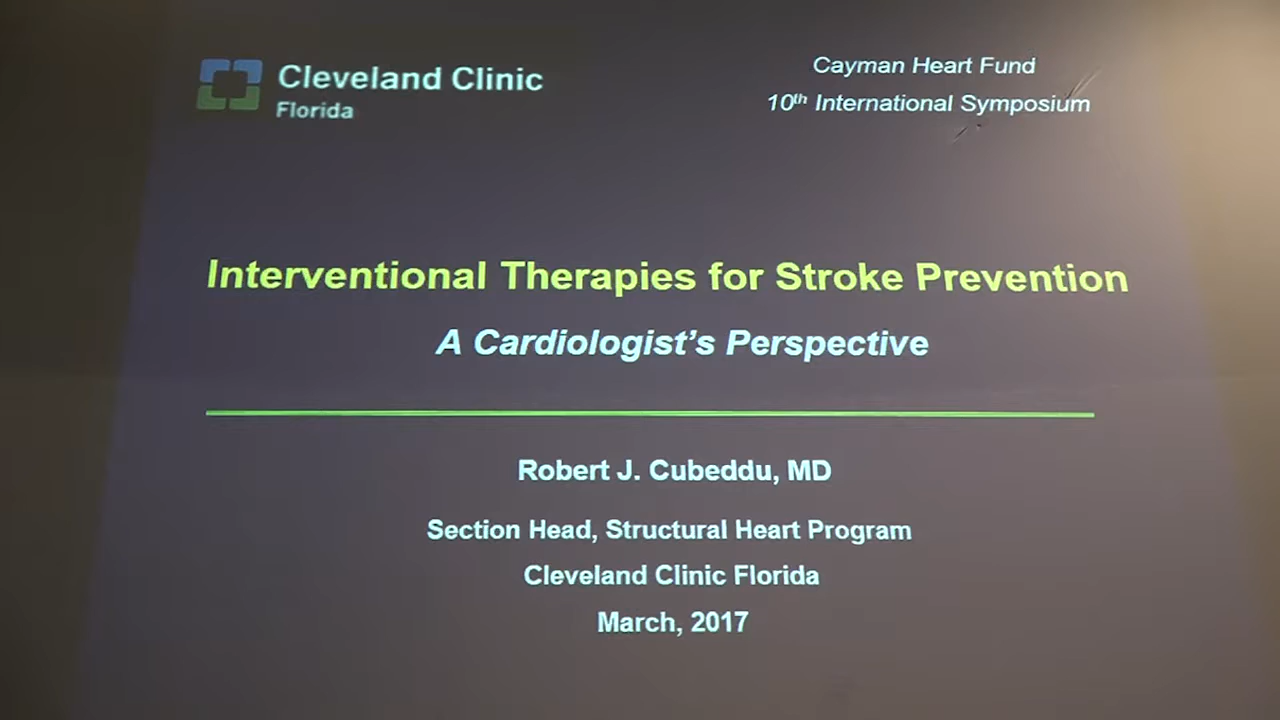 Cleveland Clinic
Florida
Cayman Heart Fund
10th International Symposium
Interventional Therapies for Stroke Prevention
A Cardiologist's Perspective
Robert J. Cubeddu, MD
Section Head, Structural Heart Program
Cleveland Clinic Florida
March, 2017